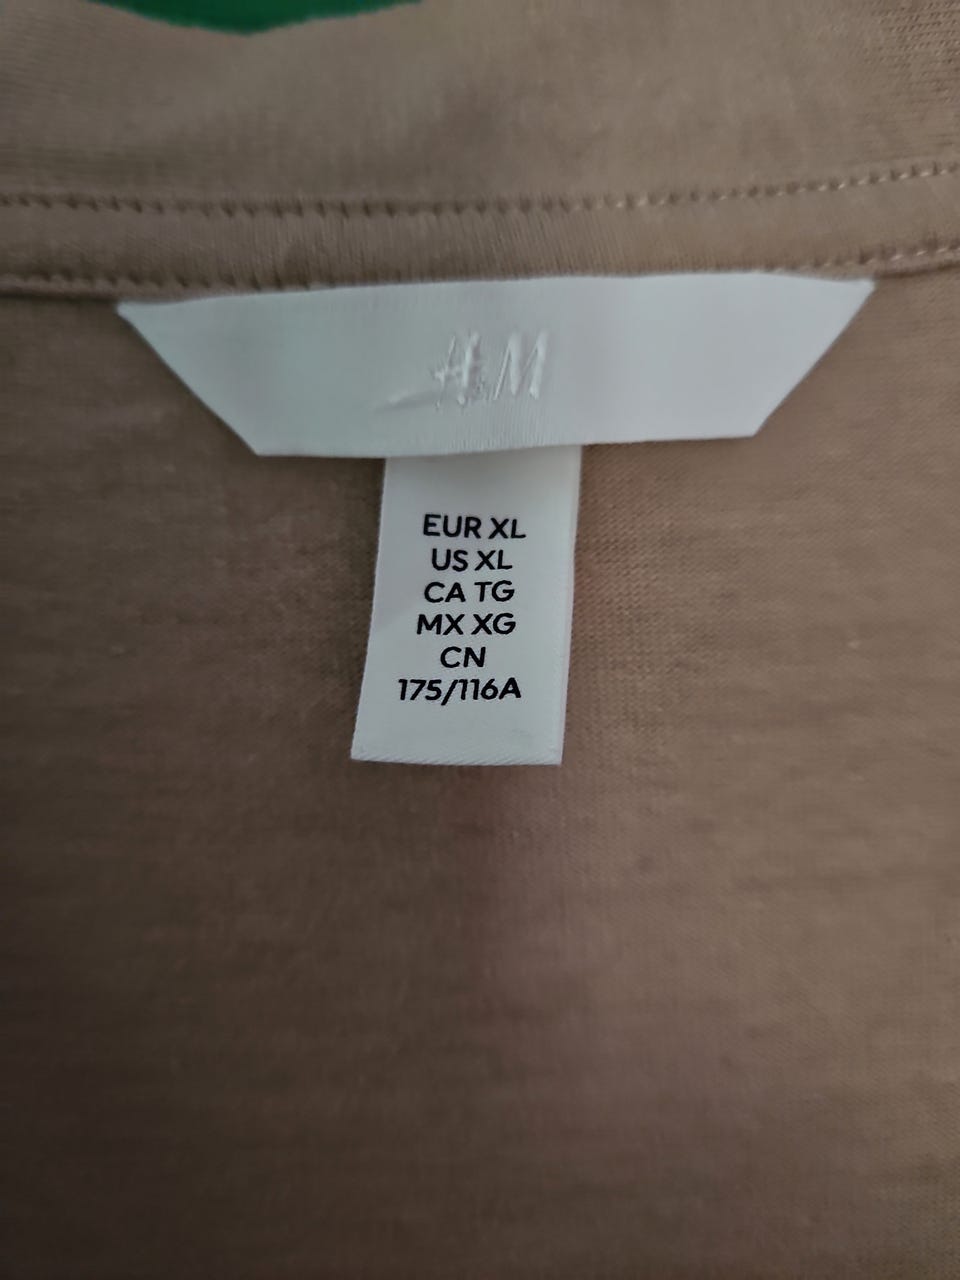 H&M
EUR XL
US XL
CA TG
MX XG
CN
175/116A